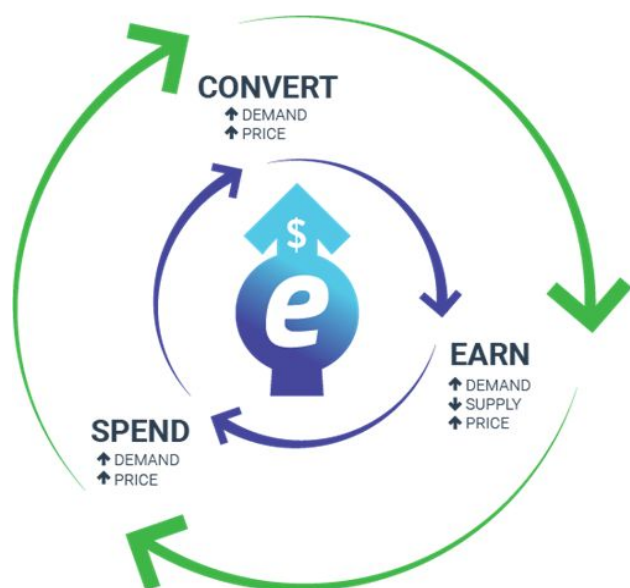 CONVERT
↑ DEMAND
↑ PRICE
$
e
EARN
↑ DEMAND
↓ SUPPLY
↑ PRICE
SPEND
↑ DEMAND
↑ PRICE